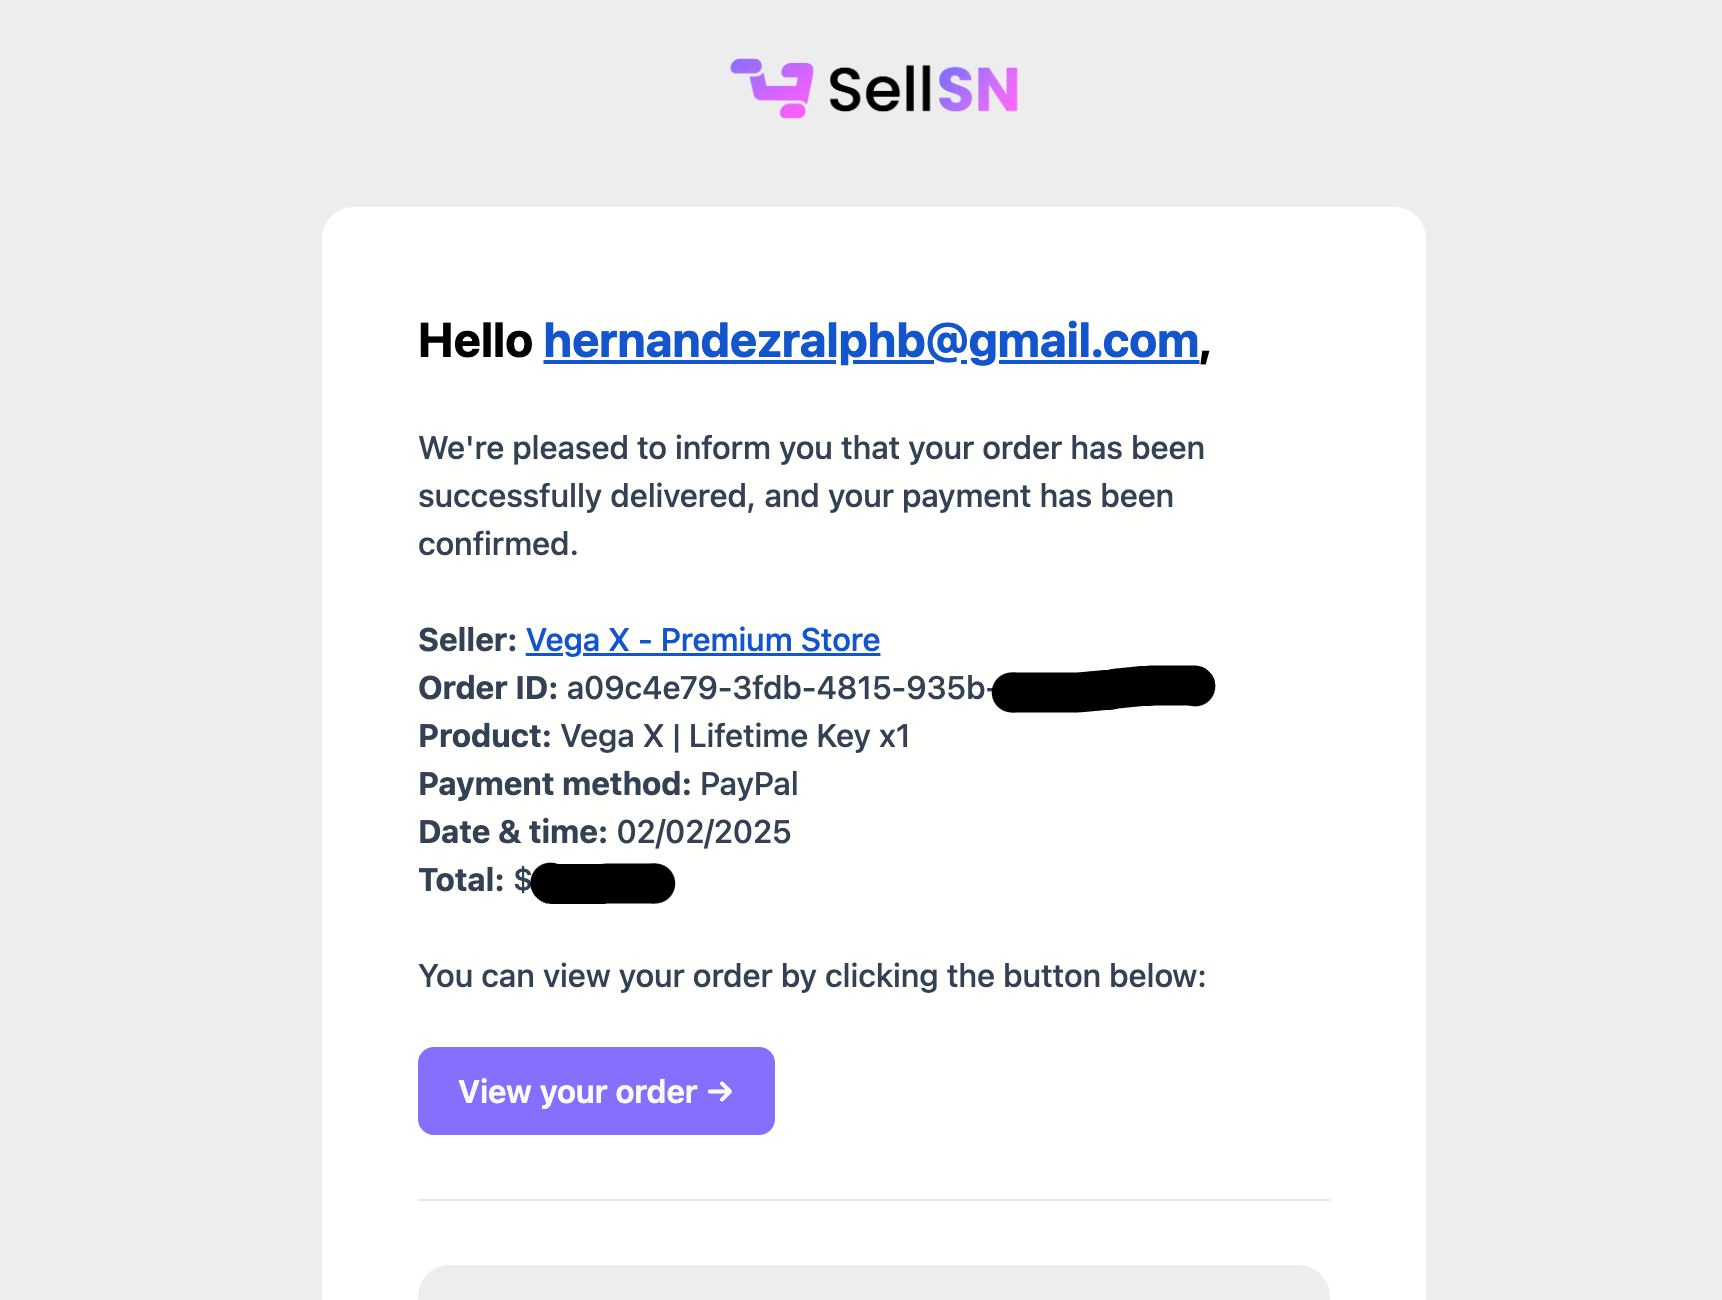 SellSN
Hello hernandezralphb@gmail.com,
We're pleased to inform you that your order has been
successfully delivered, and your payment has been
confirmed.
Seller: Vega X - Premium Store
Order ID: a09c4e79-3fdb-4815-935b-
Product: Vega X | Lifetime Key x1
Payment method: PayPal
Date & time: 02/02/2025
Total: $
You can view your order by clicking the button below:
View your order →